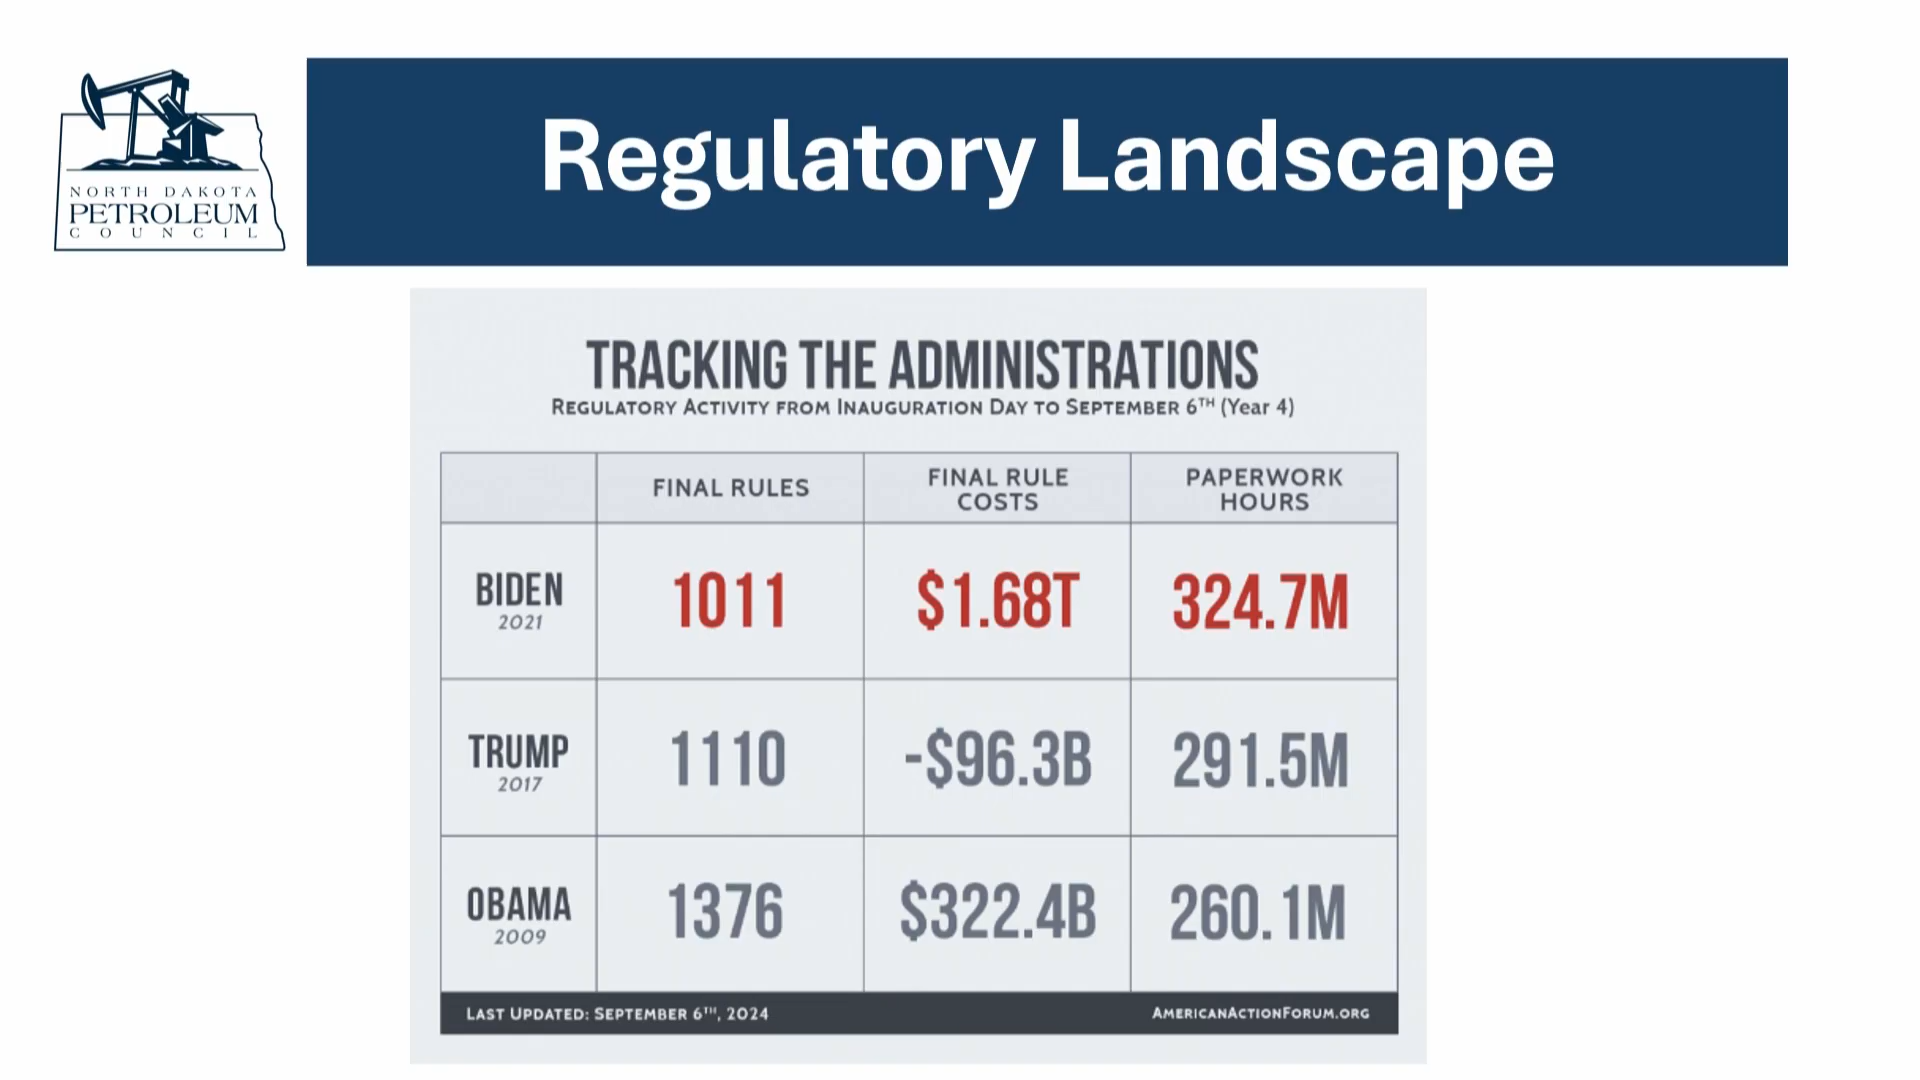 NORTH DAKOTA
PETROLEUM
COUNCIL
Regulatory Landscape
TRACKING THE ADMINISTRATIONS
REGULATORY ACTIVITY FROM INAUGURATION DAY TO SEPTEMBER 6TH (Year 4)
FINAL RULES
FINAL RULE
COSTS
PAPERWORK
HOURS
BIDEN
2021
1011
$1.68T
324.7M
TRUMP
2017
1110
-$96.3B
291.5M
OBAMA
2009
1376
$322.4B
260.1M
LAST UPDATED: SEPTEMBER 6TH, 2024
AMERICANACTIONFORUM.ORG